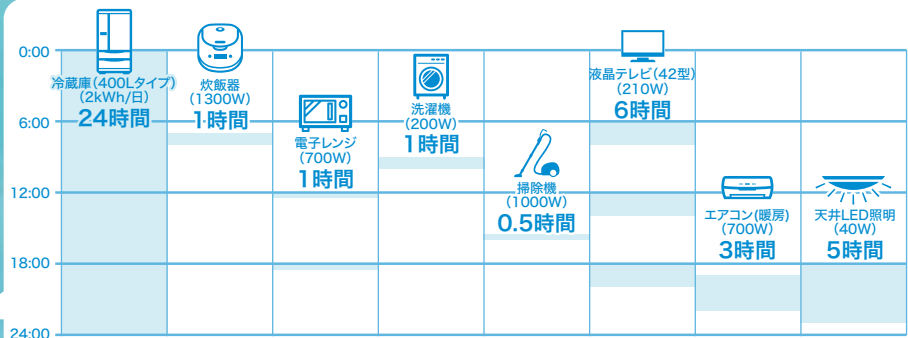 0:00
6:00
12:00
18:00
24:00
冷蔵庫(400Lタイプ)
(2kWh/日)
24時間
炊飯器
(1300W)
1時間
電子レンジ
(700W)
1時間
洗濯機
(200W)
1時間
掃除機
(1000W)
0.5時間
液晶テレビ(42型)
(210W)
6時間
エアコン(暖房)
(700W)
3時間
天井LED照明
(40W)
5時間